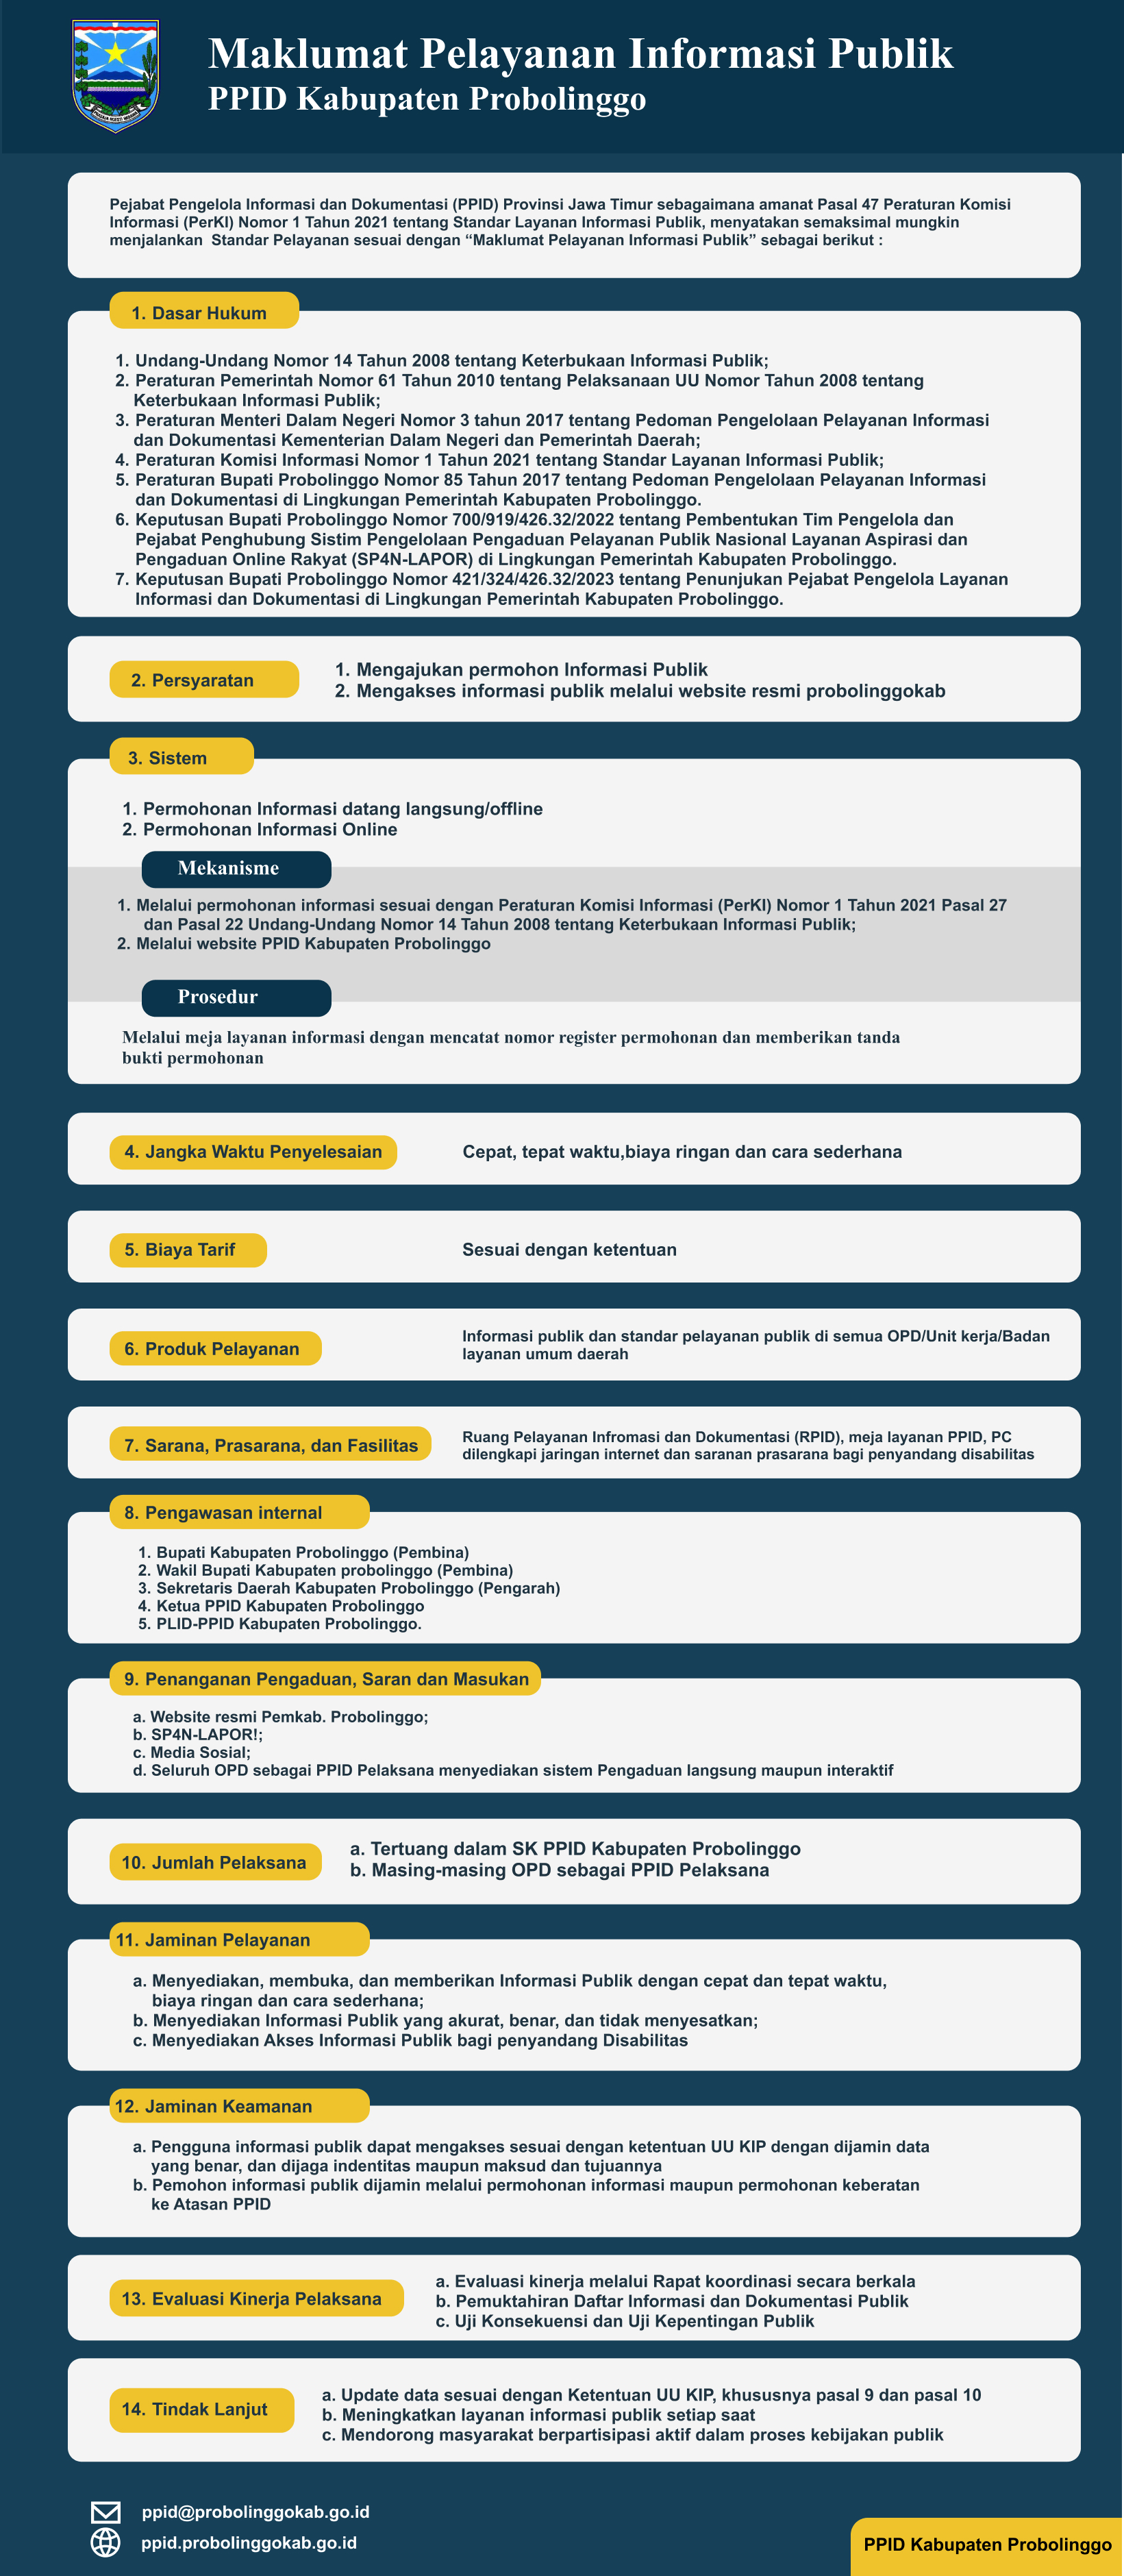 Maklumat Pelayanan Informasi Publik
PPID Kabupaten Probolinggo
Pejabat Pengelola Informasi dan Dokumentasi (PPID) Provinsi Jawa Timur sebagaimana amanat Pasal 47 Peraturan Komisi
Informasi (PerKI) Nomor 1 Tahun 2021 tentang Standar Layanan Informasi Publik, menyatakan semaksimal mungkin
menjalankan  Standar Pelayanan sesuai dengan “Maklumat Pelayanan Informasi Publik” sebagai berikut :
1. Dasar Hukum
1. Undang-Undang Nomor 14 Tahun 2008 tentang Keterbukaan Informasi Publik;
2. Peraturan Pemerintah Nomor 61 Tahun 2010 tentang Pelaksanaan UU Nomor Tahun 2008 tentang
Keterbukaan Informasi Publik;
3. Peraturan Menteri Dalam Negeri Nomor 3 tahun 2017 tentang Pedoman Pengelolaan Pelayanan Informasi
dan Dokumentasi Kementerian Dalam Negeri dan Pemerintah Daerah;
4. Peraturan Komisi Informasi Nomor 1 Tahun 2021 tentang Standar Layanan Informasi Publik;
5. Peraturan Bupati Probolinggo Nomor 85 Tahun 2017 tentang Pedoman Pengelolaan Pelayanan Informasi
dan Dokumentasi di Lingkungan Pemerintah Kabupaten Probolinggo.
6. Keputusan Bupati Probolinggo Nomor 700/919/426.32/2022 tentang Pembentukan Tim Pengelola dan
Pejabat Penghubung Sistim Pengelolaan Pengaduan Pelayanan Publik Nasional Layanan Aspirasi dan
Pengaduan Online Rakyat (SP4N-LAPOR) di Lingkungan Pemerintah Kabupaten Probolinggo.
7. Keputusan Bupati Probolinggo Nomor 421/324/426.32/2023 tentang Penunjukan Pejabat Pengelola Layanan
Informasi dan Dokumentasi di Lingkungan Pemerintah Kabupaten Probolinggo.
2. Persyaratan
1. Mengajukan permohon Informasi Publik
2. Mengakses informasi publik melalui website resmi probolinggokab
3. Sistem
1. Permohonan Informasi datang langsung/offline
2. Permohonan Informasi Online
Mekanisme
1. Melalui permohonan informasi sesuai dengan Peraturan Komisi Informasi (PerKI) Nomor 1 Tahun 2021 Pasal 27
dan Pasal 22 Undang-Undang Nomor 14 Tahun 2008 tentang Keterbukaan Informasi Publik;
2. Melalui website PPID Kabupaten Probolinggo
Prosedur
Melalui meja layanan informasi dengan mencatat nomor register permohonan dan memberikan tanda
bukti permohonan
4. Jangka Waktu Penyelesaian
Cepat, tepat waktu,biaya ringan dan cara sederhana
5. Biaya Tarif
Sesuai dengan ketentuan
6. Produk Pelayanan
Informasi publik dan standar pelayanan publik di semua OPD/Unit kerja/Badan
layanan umum daerah
7. Sarana, Prasarana, dan Fasilitas
Ruang Pelayanan Infromasi dan Dokumentasi (RPID), meja layanan PPID, PC
dilengkapi jaringan internet dan saranan prasarana bagi penyandang disabilitas
8. Pengawasan internal
1. Bupati Kabupaten Probolinggo (Pembina)
2. Wakil Bupati Kabupaten probolinggo (Pembina)
3. Sekretaris Daerah Kabupaten Probolinggo (Pengarah)
4. Ketua PPID Kabupaten Probolinggo
5. PLID-PPID Kabupaten Probolinggo.
9. Penanganan Pengaduan, Saran dan Masukan
a. Website resmi Pemkab. Probolinggo;
b. SP4N-LAPOR!;
c. Media Sosial;
d. Seluruh OPD sebagai PPID Pelaksana menyediakan sistem Pengaduan langsung maupun interaktif
10. Jumlah Pelaksana
a. Tertuang dalam SK PPID Kabupaten Probolinggo
b. Masing-masing OPD sebagai PPID Pelaksana
11. Jaminan Pelayanan
a. Menyediakan, membuka, dan memberikan Informasi Publik dengan cepat dan tepat waktu,
biaya ringan dan cara sederhana;
b. Menyediakan Informasi Publik yang akurat, benar, dan tidak menyesatkan;
c. Menyediakan Akses Informasi Publik bagi penyandang Disabilitas
12. Jaminan Keamanan
a. Pengguna informasi publik dapat mengakses sesuai dengan ketentuan UU KIP dengan dijamin data
yang benar, dan dijaga indentitas maupun maksud dan tujuannya
b. Pemohon informasi publik dijamin melalui permohonan informasi maupun permohonan keberatan
ke Atasan PPID
13. Evaluasi Kinerja Pelaksana
a. Evaluasi kinerja melalui Rapat koordinasi secara berkala
b. Pemuktahiran Daftar Informasi dan Dokumentasi Publik
c. Uji Konsekuensi dan Uji Kepentingan Publik
14. Tindak Lanjut
a. Update data sesuai dengan Ketentuan UU KIP, khususnya pasal 9 dan pasal 10
b. Meningkatkan layanan informasi publik setiap saat
c. Mendorong masyarakat berpartisipasi aktif dalam proses kebijakan publik
ppid@probolinggokab.go.id
ppid.probolinggokab.go.id
PPID Kabupaten Probolinggo